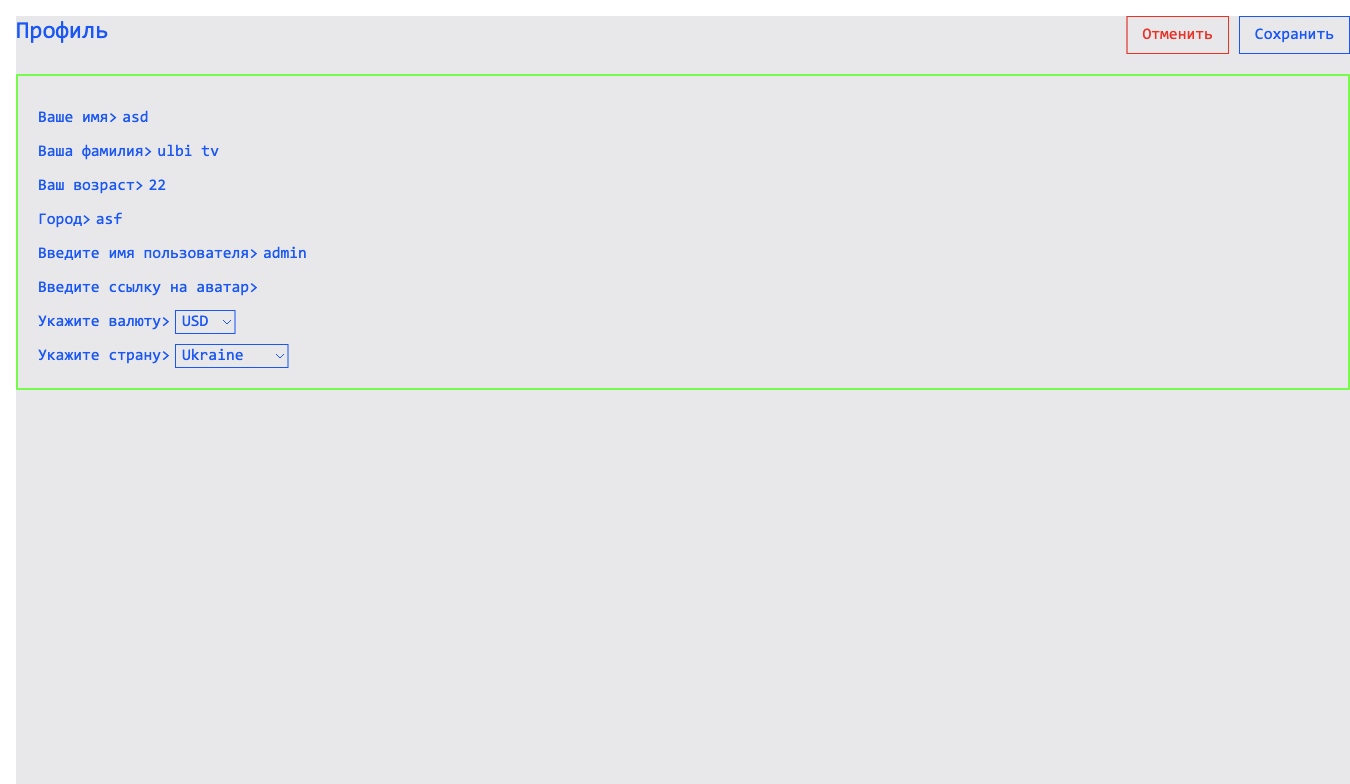 Профиль
Отменить
Сохранить
Ваше имя> asd
Ваша фамилия> ulbi tv
Ваш возраст> 22
Город> asf
Введите имя пользователя> admin
Введите ссылку на аватар>
Укажите валюту> USD
Укажите страну> Ukraine